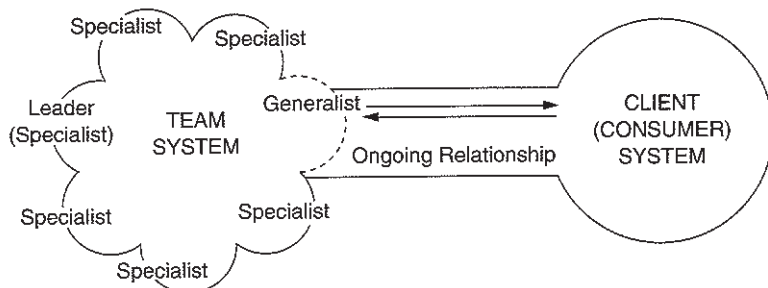 Specialist
Specialist
Leader
(Specialist)
TEAM
SYSTEM
Generalist
Specialist
Specialist
Specialist
Ongoing Relationship
CLIENT
(CONSUMER)
SYSTEM